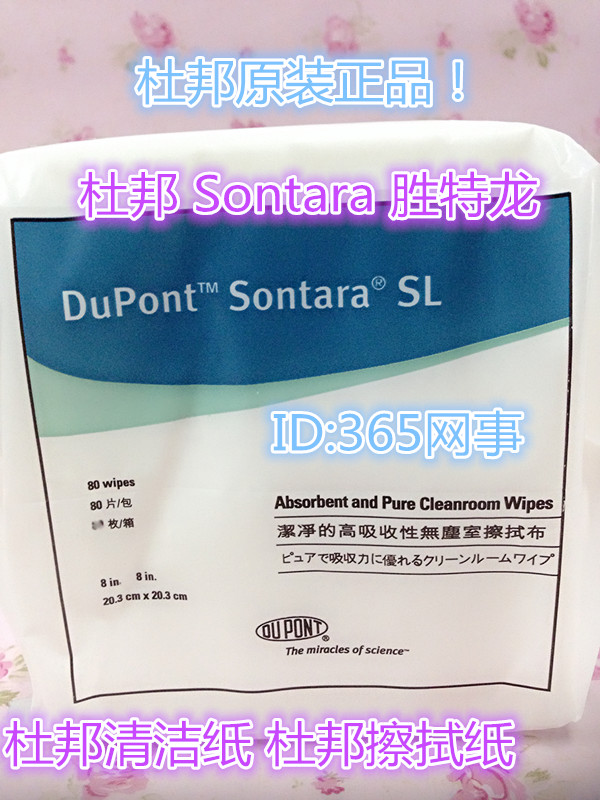 杜邦原装正品！
杜邦 Sontara 胜特龙
DuPont™ Sontara® SL
ID:365网事
80 wipes
80 片/包
枚/箱
8 in. 8 in.
20.3 cm x 20.3 cm
Absorbent and Pure Cleanroom Wipes
潔凈的高吸收性無塵室擦拭布
ピュアで吸収力に優れるクリーンルームワイプ
DU PONT®
The miracles of science™
杜邦清洁纸 杜邦擦拭纸